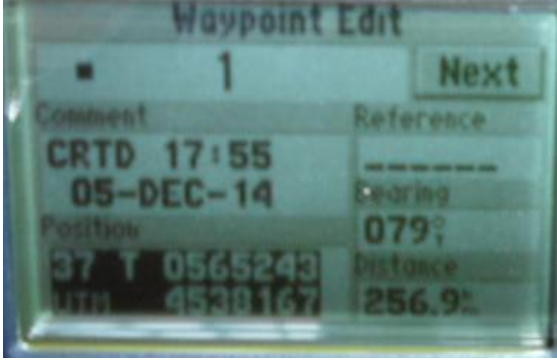 Waypoint Edit
1 Next
Comment Reference
CRTD 17:55 ------
05-DEC-14 Bearing
Position 079°T
37 T 0565243 Distance
UTM 4538167 256.9